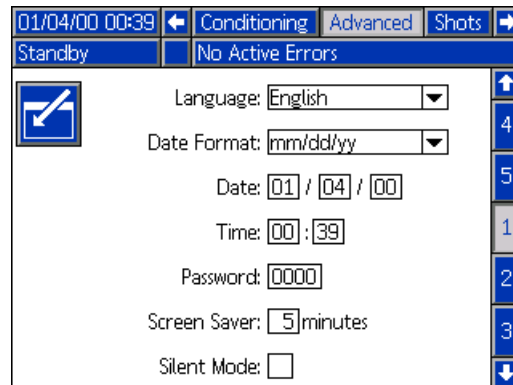 01/04/00 00:39 Conditioning Advanced Shots
Standby No Active Errors
Language: English
Date Format: mm/dd/yy
Date: 01 / 04 / 00
Time: 00 : 39
Password: 0000
Screen Saver: 5 minutes
Silent Mode:
4
5
1
2
3